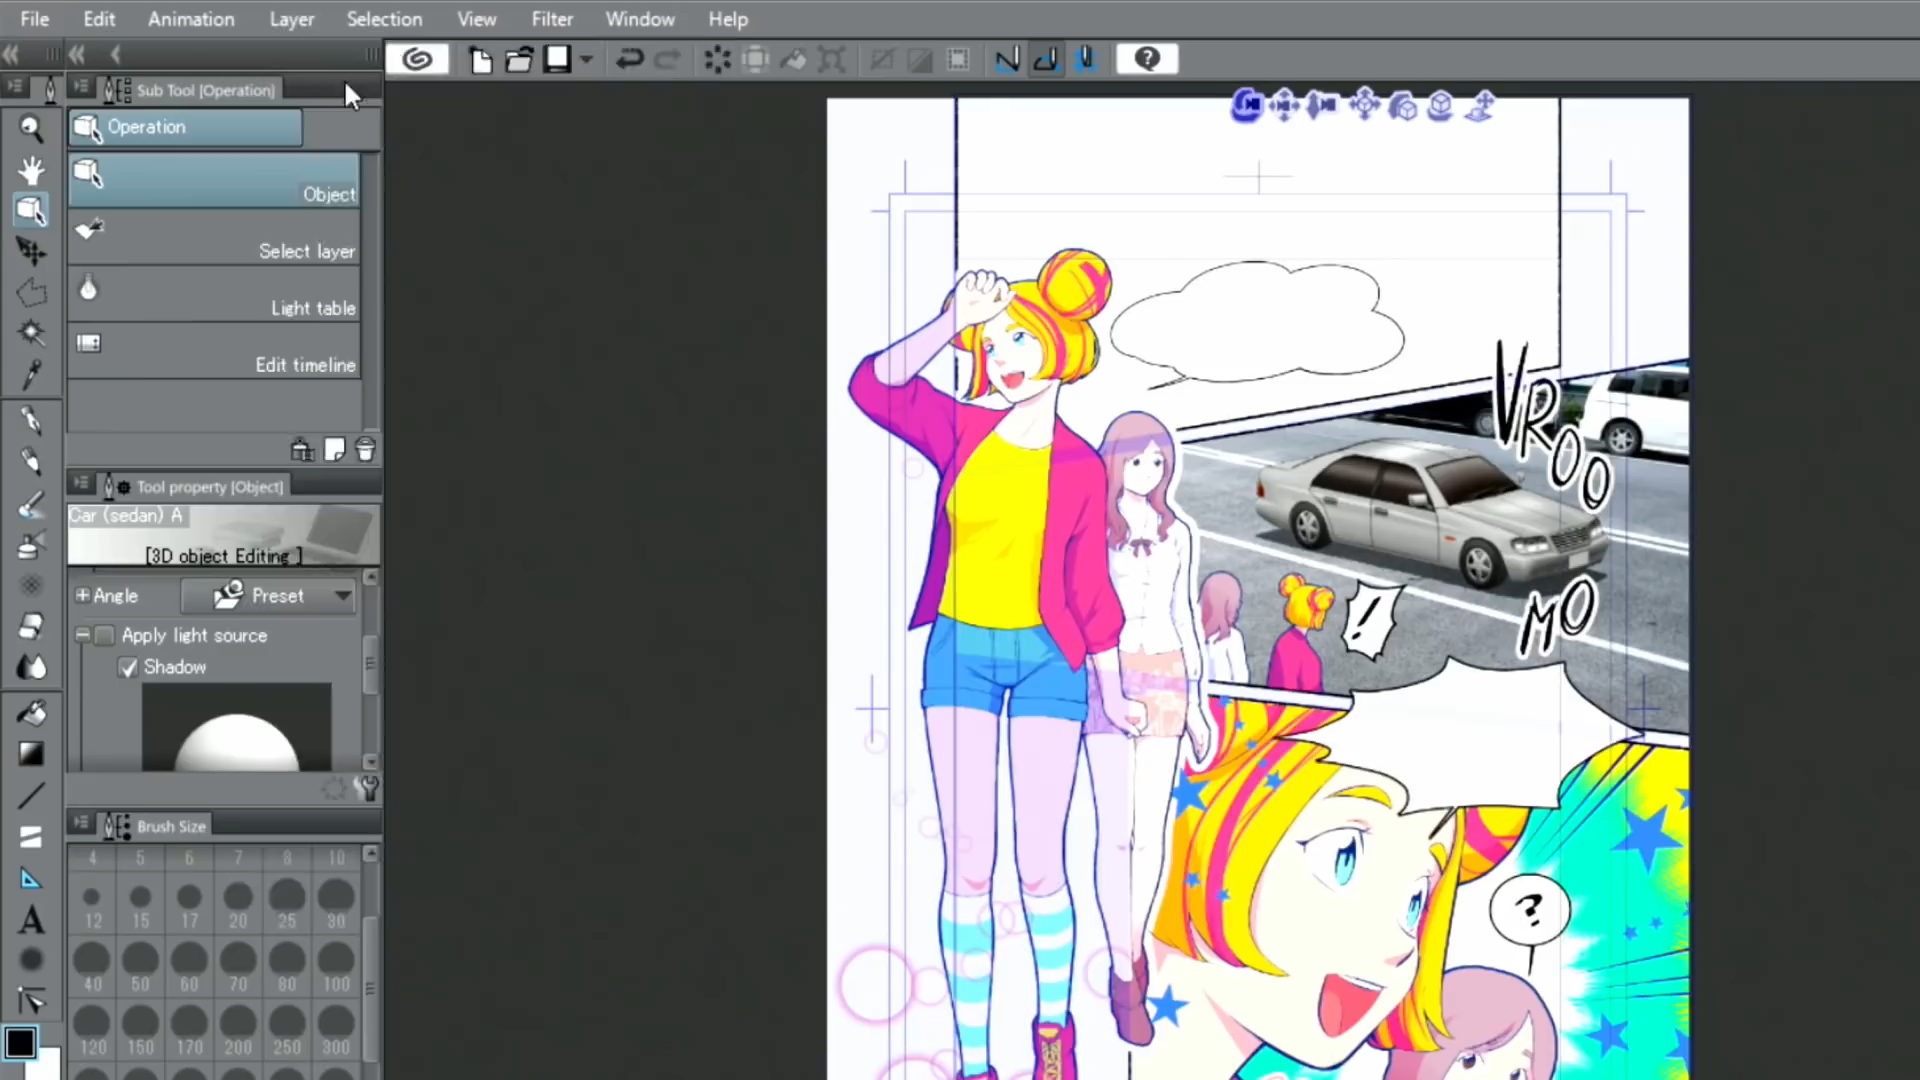 File Edit Animation Layer Selection View Filter Window Help
Sub Tool [Operation]
Operation
Object
Select layer
Light table
Edit timeline
Tool property [Object]
Car (sedan) A
[3D object Editing ]
Angle Preset
Apply light source
Shadow
Brush Size
4 5 6 7 8 10
12 15 17 20 25 30
40 50 60 70 80 100
120 150 170 200 250 300
A
?
VROO
MO
!
?